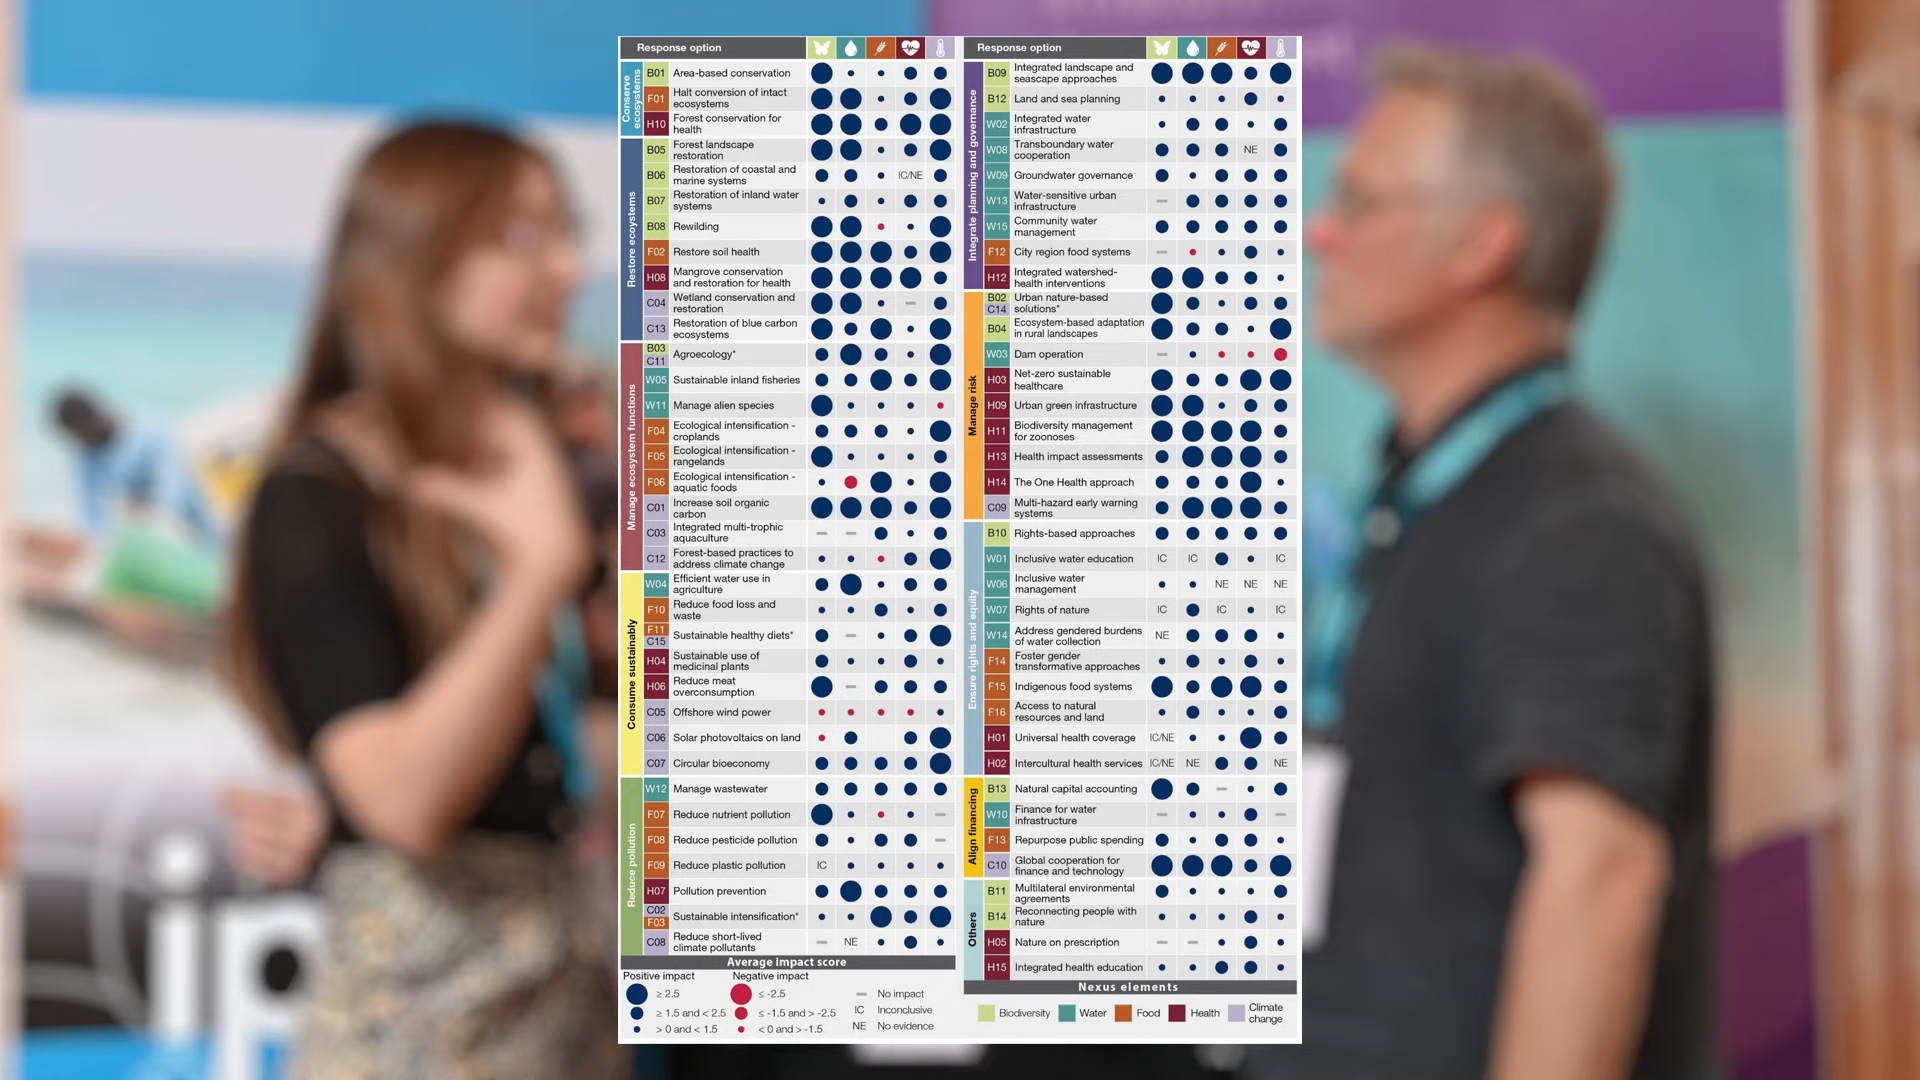 Response option
Conserve ecosystems
B01 Area-based conservation
F01 Halt conversion of intact
ecosystems
H10 Forest conservation for
health
Restore ecoystems
B05 Forest landscape
restoration
B06 Restoration of coastal and
marine systems IC/NE
B07 Restoration of inland water
systems
B08 Rewilding
F02 Restore soil health
H08 Mangrove conservation
and restoration for health
C04 Wetland conservation and
restoration –
C13 Restoration of blue carbon
ecosystems
Manage ecosystem functions
B03
C11 Agroecology*
W05 Sustainable inland fisheries
W11 Manage alien species
F04 Ecological intensification -
croplands
F05 Ecological intensification -
rangelands
F06 Ecological intensification -
aquatic foods
C01 Increase soil organic
carbon
C03 Integrated multi-trophic
aquaculture – –
C12 Forest-based practices to
address climate change
Consume sustainably
W04 Efficient water use in
agriculture
F10 Reduce food loss and
waste
F11
C15 Sustainable healthy diets* –
H04 Sustainable use of
medicinal plants
H06 Reduce meat
overconsumption –
C05 Offshore wind power
C06 Solar photovoltaics on land
C07 Circular bioeconomy
Reduce pollution
W12 Manage wastewater
F07 Reduce nutrient pollution –
F08 Reduce pesticide pollution –
F09 Reduce plastic pollution IC
H07 Pollution prevention
C02
F03 Sustainable intensification*
C08 Reduce short-lived
climate pollutants – NE
Average impact score
Positive impact Negative impact
≥ 2.5 ≤ -2.5 – No impact
≥ 1.5 and < 2.5 ≤ -1.5 and > -2.5 IC Inconclusive
> 0 and < 1.5 < 0 and > -1.5 NE No evidence
Response option
Integrate planning and governance
B09 Integrated landscape and
seascape approaches
B12 Land and sea planning
W02 Integrated water
infrastructure
W08 Transboundary water
cooperation NE
W09 Groundwater governance
W13 Water-sensitive urban
infrastructure –
W15 Community water
management
F12 City region food systems –
H12 Integrated watershed-
health interventions
Manage risk
B02
C14 Urban nature-based
solutions*
B04 Ecosystem-based adaptation
in rural landscapes
W03 Dam operation –
H03 Net-zero sustainable
healthcare
H09 Urban green infrastructure
H11 Biodiversity management
for zoonoses
H13 Health impact assessments
H14 The One Health approach
C09 Multi-hazard early warning
systems
Ensure rights and equity
B10 Rights-based approaches
W01 Inclusive water education IC IC IC
W06 Inclusive water
management NE NE NE
W07 Rights of nature IC IC IC
W14 Address gendered burdens
of water collection NE
F14 Foster gender
transformative approaches
F15 Indigenous food systems
F16 Access to natural
resources and land
H01 Universal health coverage IC/NE
H02 Intercultural health services IC/NE NE NE
Align financing
B13 Natural capital accounting –
W10 Finance for water
infrastructure – –
F13 Repurpose public spending
C10 Global cooperation for
finance and technology
Others
B11 Multilateral environmental
agreements
B14 Reconnecting people with
nature
H05 Nature on prescription – –
H15 Integrated health education
Nexus elements
Biodiversity Water Food Health Climate
change
ip